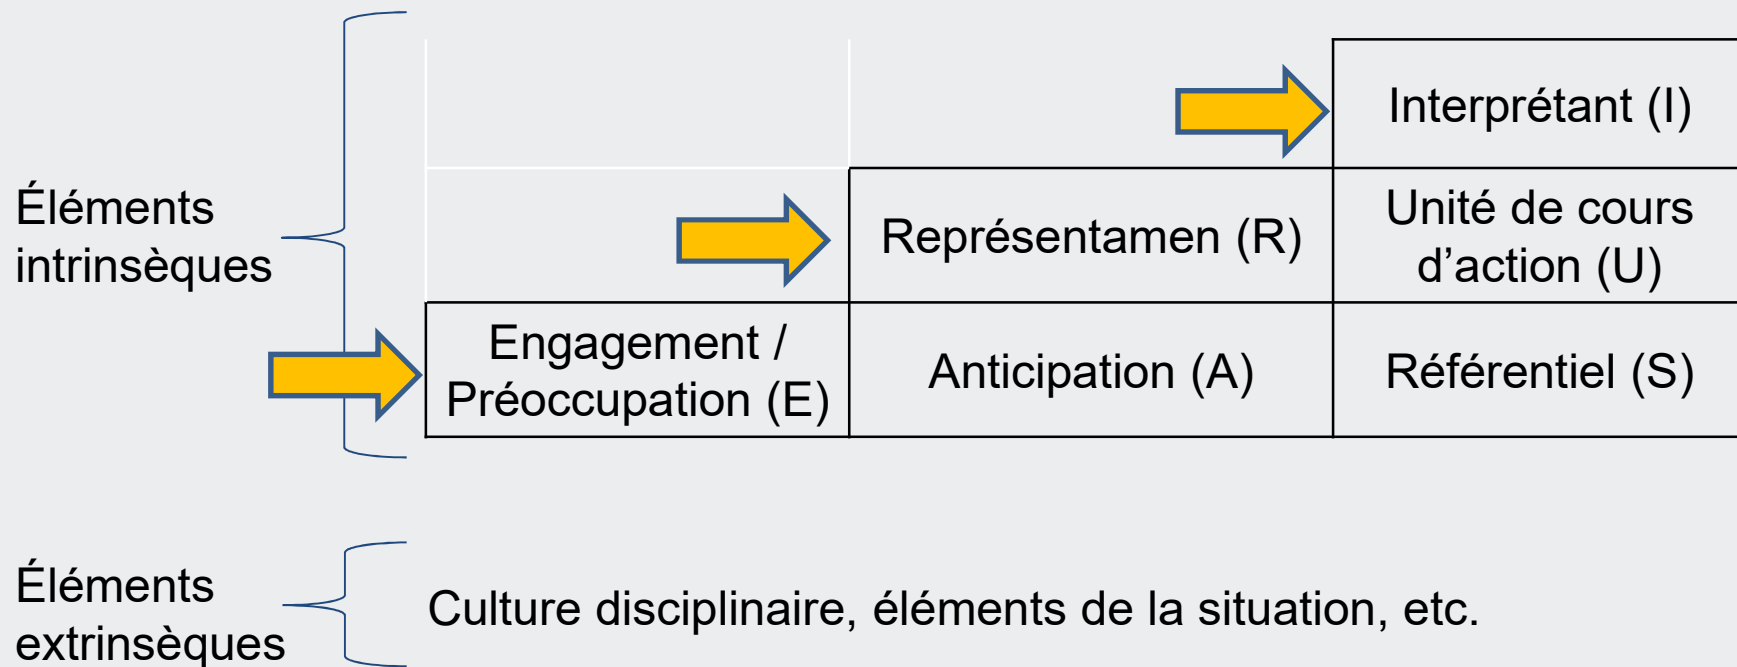 Interprétant (I)
Éléments
intrinsèques
Représentamen (R)
Unité de cours
d’action (U)
Engagement /
Préoccupation (E)
Anticipation (A)
Référentiel (S)
Éléments
extrinsèques
Culture disciplinaire, éléments de la situation, etc.